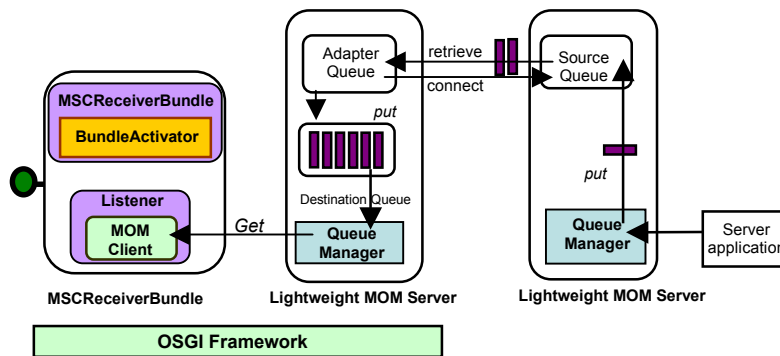 MSCReceiverBundle
BundleActivator
Listener
MOM
Client
MSCReceiverBundle
Get
Adapter
Queue
put
Destination Queue
Queue
Manager
Lightweight MOM Server
retrieve
connect
Source
Queue
put
Queue
Manager
Lightweight MOM Server
Server
application
OSGI Framework